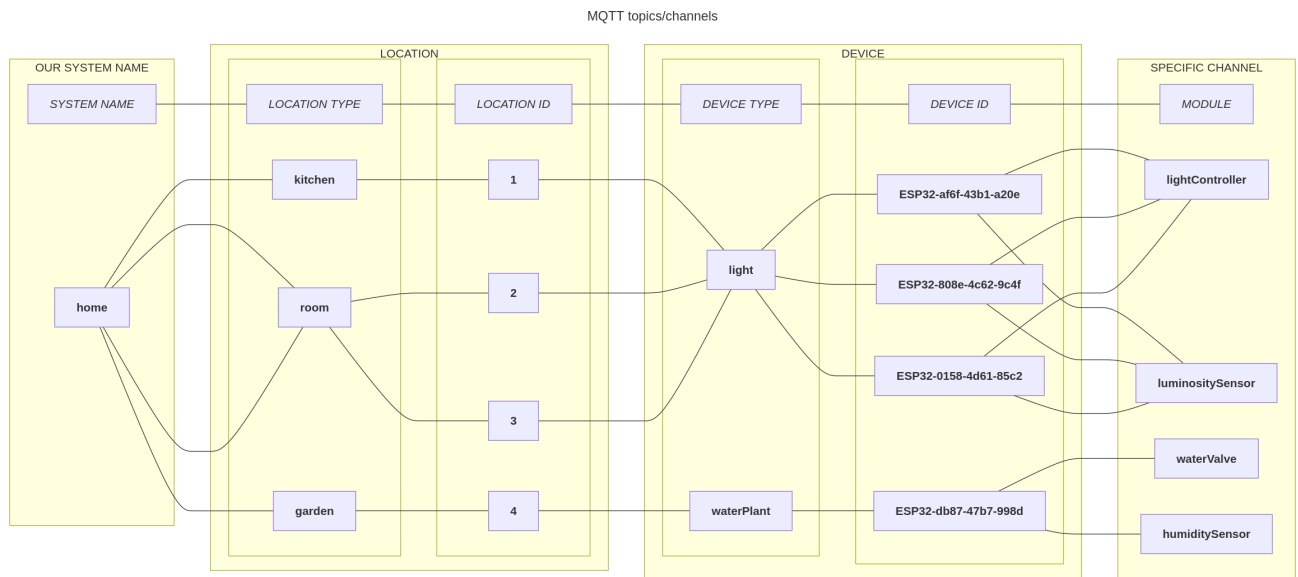 MQTT topics/channels
OUR SYSTEM NAME
LOCATION
DEVICE
SPECIFIC CHANNEL
SYSTEM NAME
LOCATION TYPE
LOCATION ID
DEVICE TYPE
DEVICE ID
MODULE
home
kitchen
room
garden
1
2
3
4
light
waterPlant
ESP32-af6f-43b1-a20e
ESP32-808e-4c62-9c4f
ESP32-0158-4d61-85c2
ESP32-db87-47b7-998d
lightController
luminositySensor
waterValve
humiditySensor